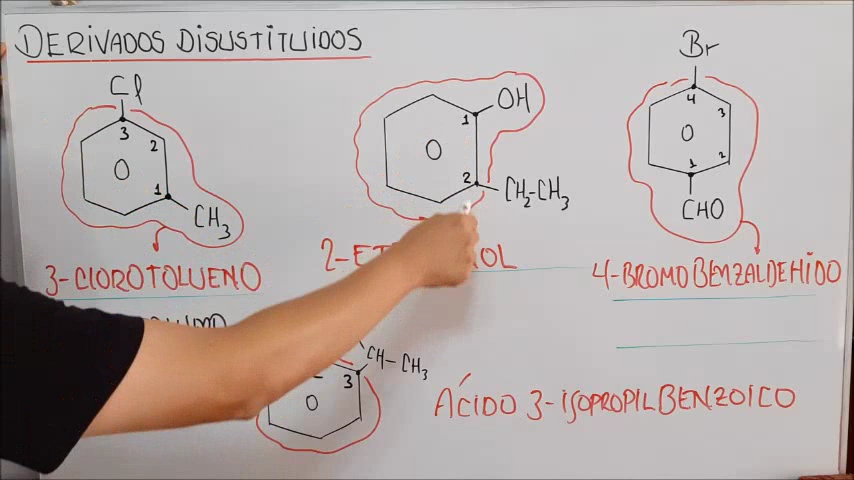 DERIVADOS DISUSTITUIDOS
Cl
3
2
1
CH3
3-CLOROTOLUENO
OH
1
2
CH2-CH3
Br
4
3
2
1
CHO
4-BROMOBENZALDEHIDO
CH-CH3
3
ÁCIDO 3-ISOPROPILBENZOICO